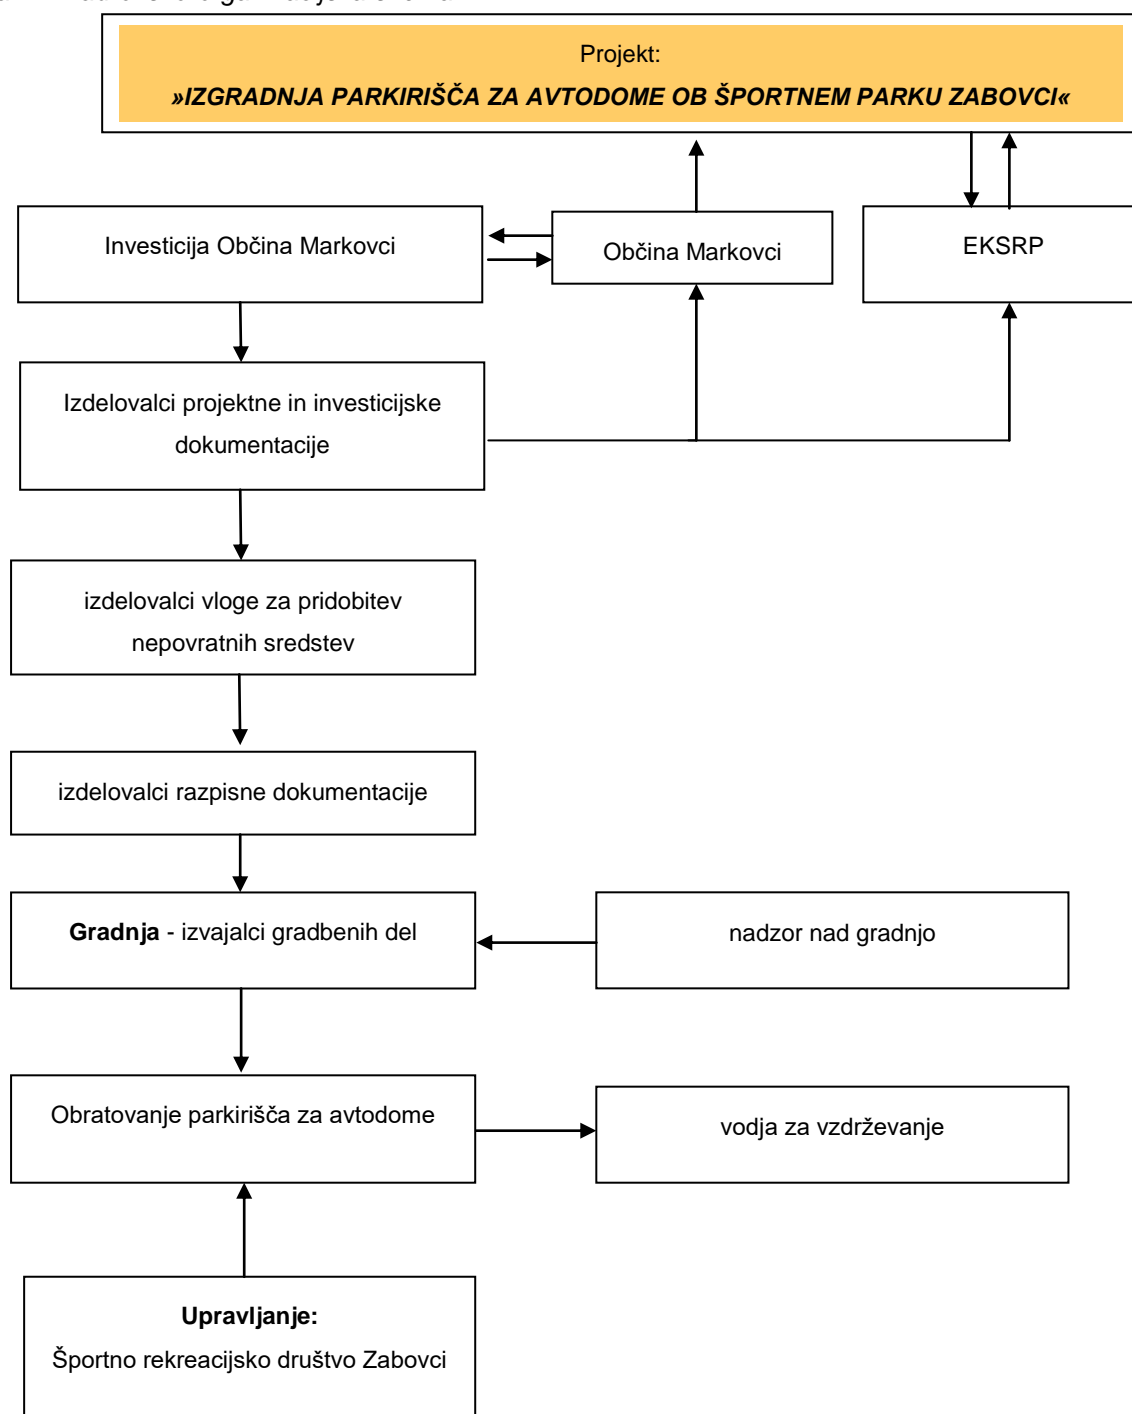 Projekt:
»IZGRADNJA PARKIRIŠČA ZA AVTODOME OB ŠPORTNEM PARKU ZABOVCI«
Investicija Občina Markovci
Občina Markovci
EKSRP
Izdelovalci projektne in investicijske
dokumentacije
izdelovalci vloge za pridobitev
nepovratnih sredstev
izdelovalci razpisne dokumentacije
Gradnja - izvajalci gradbenih del
nadzor nad gradnjo
Obratovanje parkirišča za avtodome
vodja za vzdrževanje
Upravljanje:
Športno rekreacijsko društvo Zabovci